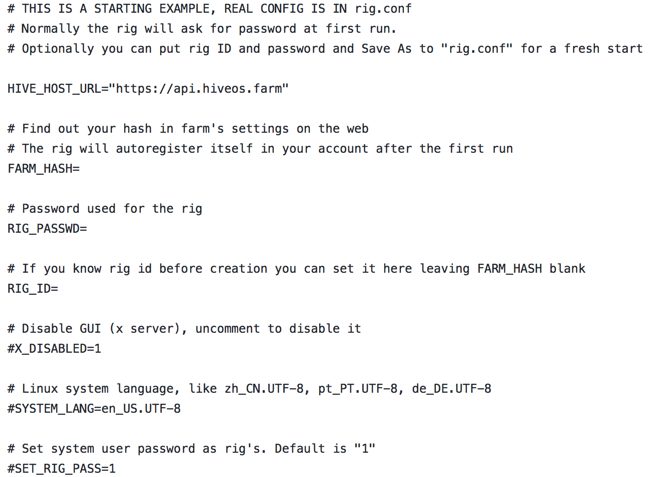 # THIS IS A STARTING EXAMPLE, REAL CONFIG IS IN rig.conf
# Normally the rig will ask for password at first run.
# Optionally you can put rig ID and password and Save As to "rig.conf" for a fresh start
HIVE_HOST_URL="https://api.hiveos.farm"
# Find out your hash in farm's settings on the web
# The rig will autoregister itself in your account after the first run
FARM_HASH=
# Password used for the rig
RIG_PASSWD=
# If you know rig id before creation you can set it here leaving FARM_HASH blank
RIG_ID=
# Disable GUI (x server), uncomment to disable it
#X_DISABLED=1
# Linux system language, like zh_CN.UTF-8, pt_PT.UTF-8, de_DE.UTF-8
#SYSTEM_LANG=en_US.UTF-8
# Set system user password as rig's. Default is "1"
#SET_RIG_PASS=1